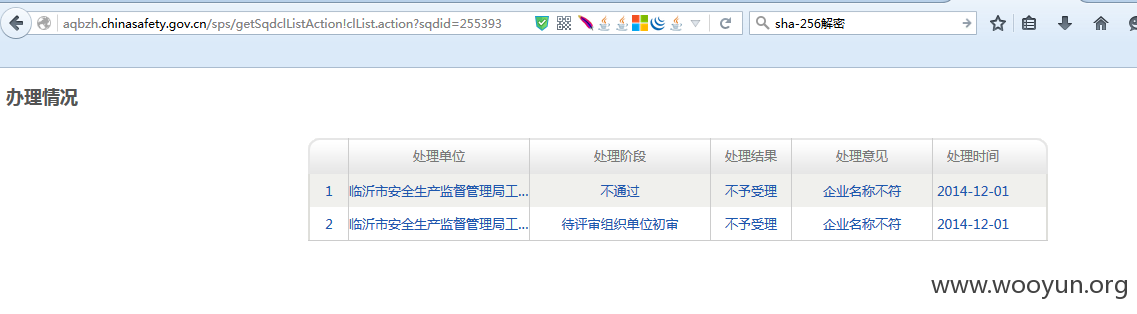 aqbzh.chinasafety.gov.cn/sps/getSqdclListAction!clList.action?sqdid=255393 sha-256解密
办理情况
处理单位 处理阶段 处理结果 处理意见 处理时间
1 临沂市安全生产监督管理局工... 不通过 不予受理 企业名称不符 2014-12-01
2 临沂市安全生产监督管理局工... 待评审组织单位初审 不予受理 企业名称不符 2014-12-01
www.wooyun.org